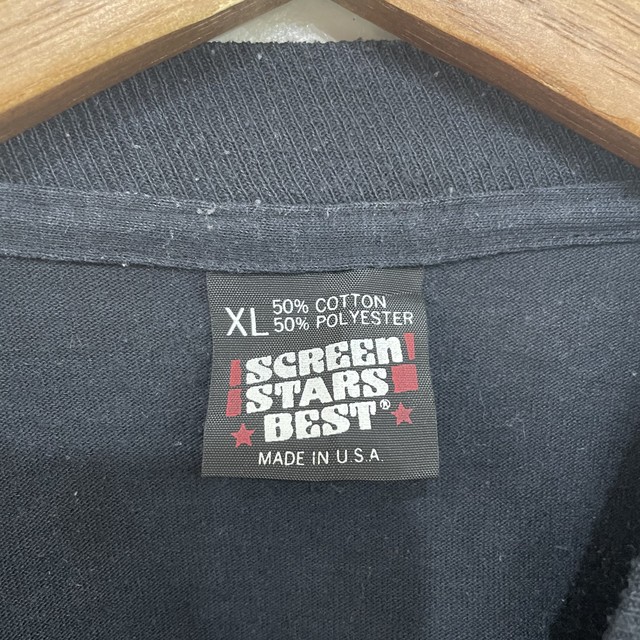 XL 50% COTTON
50% POLYESTER
SCREEN
STARS
BEST®
MADE IN U.S.A.